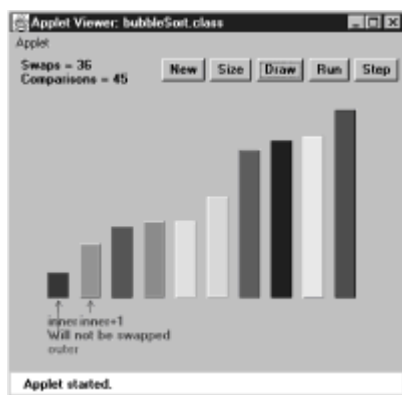 Applet Viewer: bubbleSort.class
Applet
Swaps = 36
Comparisons = 45
New Size Draw Run Step
inner inner+1
Will not be swapped
outer
Applet started.